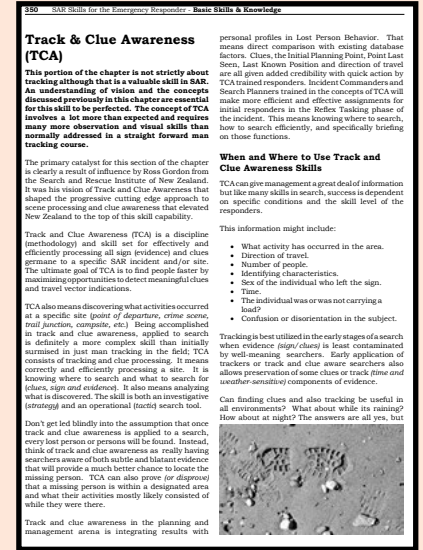 350 SAR Skills for the Emergency Responder - Basic Skills & Knowledge
Track & Clue Awareness
(TCA)
This portion of the chapter is not strictly about
tracking although that is a valuable skill in SAR.
An understanding of vision and the concepts
discussed previously in this chapter are essential
for this skill to be perfected. The concept of TCA
involves a lot more than expected and requires
many more observation and visual skills than
normally addressed in a straight forward man
tracking course.
The primary catalyst for this section of the chapter
is clearly a result of influence by Ross Gordon from
the Search and Rescue Institute of New Zealand.
It was his vision of Track and Clue Awareness that
shaped the progressive cutting edge approach to
scene processing and clue awareness that elevated
New Zealand to the top of this skill capability.
Track and Clue Awareness (TCA) is a discipline
(methodology) and skill set for effectively and
efficiently processing all sign (evidence) and clues
germane to a specific SAR incident and/or site.
The ultimate goal of TCA is to find people faster by
maximizing opportunities to detect meaningful clues
and travel vector indications.
TCA also means discovering what activities occurred
at a specific site (point of departure, crime scene,
trail junction, campsite, etc.) Being accomplished
in track and clue awareness, applied to search
is definitely a more complex skill than initially
surmised in just man tracking in the field; TCA
consists of tracking and clue processing. It means
correctly and efficiently processing a site. It is
knowing where to search and what to search for
(clues, sign and evidence). It also means analyzing
what is discovered. The skill is both an investigative
(strategy) and an operational (tactic) search tool.
Don't get led blindly into the assumption that once
track and clue awareness is applied to a search,
every lost person or persons will be found. Instead,
think of track and clue awareness as really having
searchers aware of both subtle and blatant evidence
that will provide a much better chance to locate the
missing person. TCA can also prove (or disprove)
that a missing person is within a designated area
and what their activities mostly likely consisted of
while they were there.
Track and clue awareness in the planning and
management arena is integrating results with
personal profiles in Lost Person Behavior. That
means direct comparison with existing database
factors. Clues, the Initial Planning Point, Point Last
Seen, Last Known Position and direction of travel
are all given added credibility with quick action by
TCA trained responders. Incident Commanders and
Search Planners trained in the concepts of TCA will
make more efficient and effective assignments for
initial responders in the Reflex Tasking phase of
the incident. This means knowing where to search,
how to search efficiently, and specifically briefing
on those functions.
When and Where to Use Track and
Clue Awareness Skills
TCA can give management a great deal of information
but like many skills in search, success is dependent
on specific conditions and the skill level of the
responders.
This information might include:
• What activity has occurred in the area.
• Direction of travel.
• Number of people.
• Identifying characteristics.
• Sex of the individual who left the sign.
• Time.
• The individual was or was not carrying a
load?
• Confusion or disorientation in the subject.
Tracking is best utilized in the early stages of a search
when evidence (sign/clues) is least contaminated
by well-meaning searchers. Early application of
trackers or track and clue aware searchers also
allows preservation of some clues or track (time and
weather-sensitive) components of evidence.
Can finding clues and also tracking be useful in
all environments? What about while its raining?
How about at night? The answers are all yes, but